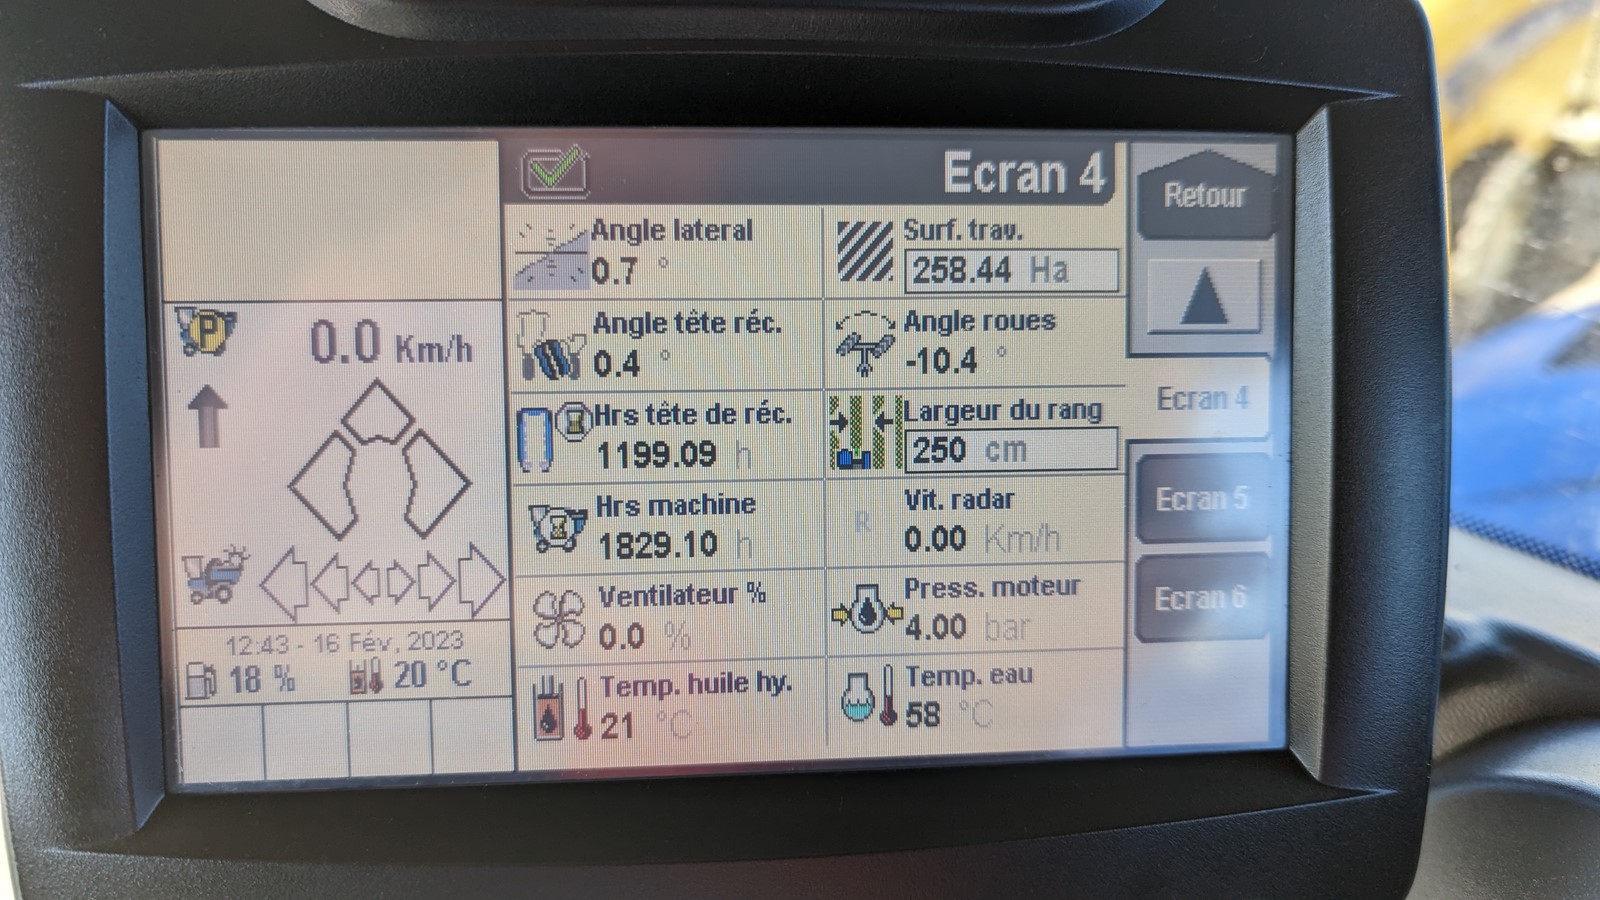 Ecran 4
Retour
P
0.0 Km/h
12:43 - 16 Fév, 2023
18 %
20 °C
Angle lateral
0.7 °
Surf. trav.
258.44 Ha
Angle tête réc.
0.4 °
Angle roues
-10.4 °
Hrs tête de réc.
1199.09 h
Largeur du rang
250 cm
Hrs machine
1829.10 h
R
Vit. radar
0.00 Km/h
Ventilateur %
0.0 %
Press. moteur
4.00 bar
Temp. huile hy.
21 °C
Temp. eau
58 °C
Ecran 4
Ecran 5
Ecran 6